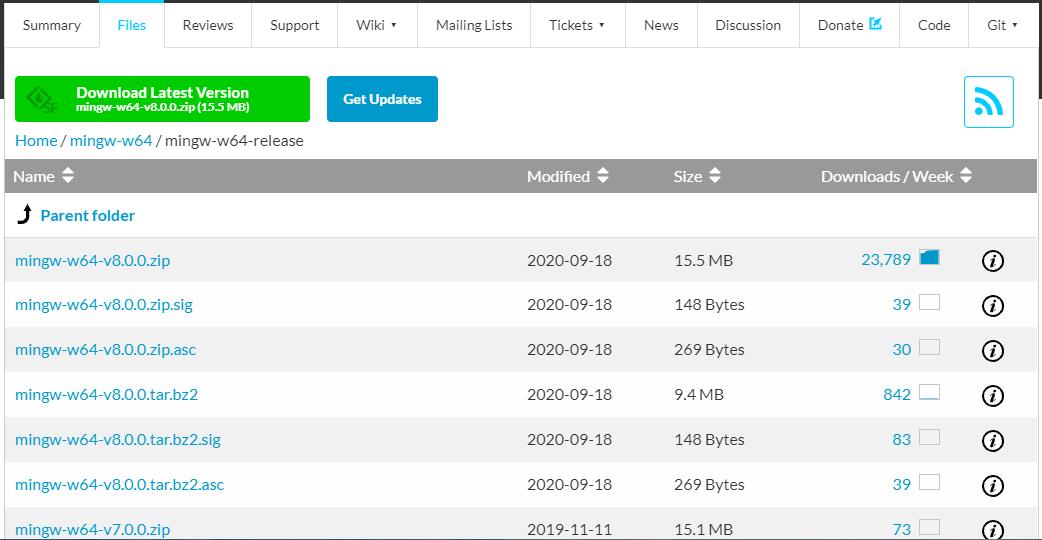 Summary Files Reviews Support Wiki ▾ Mailing Lists Tickets ▾ News Discussion Donate Code Git ▾
Download Latest Version
mingw-w64-v8.0.0.zip (15.5 MB)
Get Updates
Home / mingw-w64 / mingw-w64-release
Name Modified Size Downloads / Week
Parent folder
mingw-w64-v8.0.0.zip 2020-09-18 15.5 MB 23,789 i
mingw-w64-v8.0.0.zip.sig 2020-09-18 148 Bytes 39 i
mingw-w64-v8.0.0.zip.asc 2020-09-18 269 Bytes 30 i
mingw-w64-v8.0.0.tar.bz2 2020-09-18 9.4 MB 842 i
mingw-w64-v8.0.0.tar.bz2.sig 2020-09-18 148 Bytes 83 i
mingw-w64-v8.0.0.tar.bz2.asc 2020-09-18 269 Bytes 39 i
mingw-w64-v7.0.0.zip 2019-11-11 15.1 MB 73 i